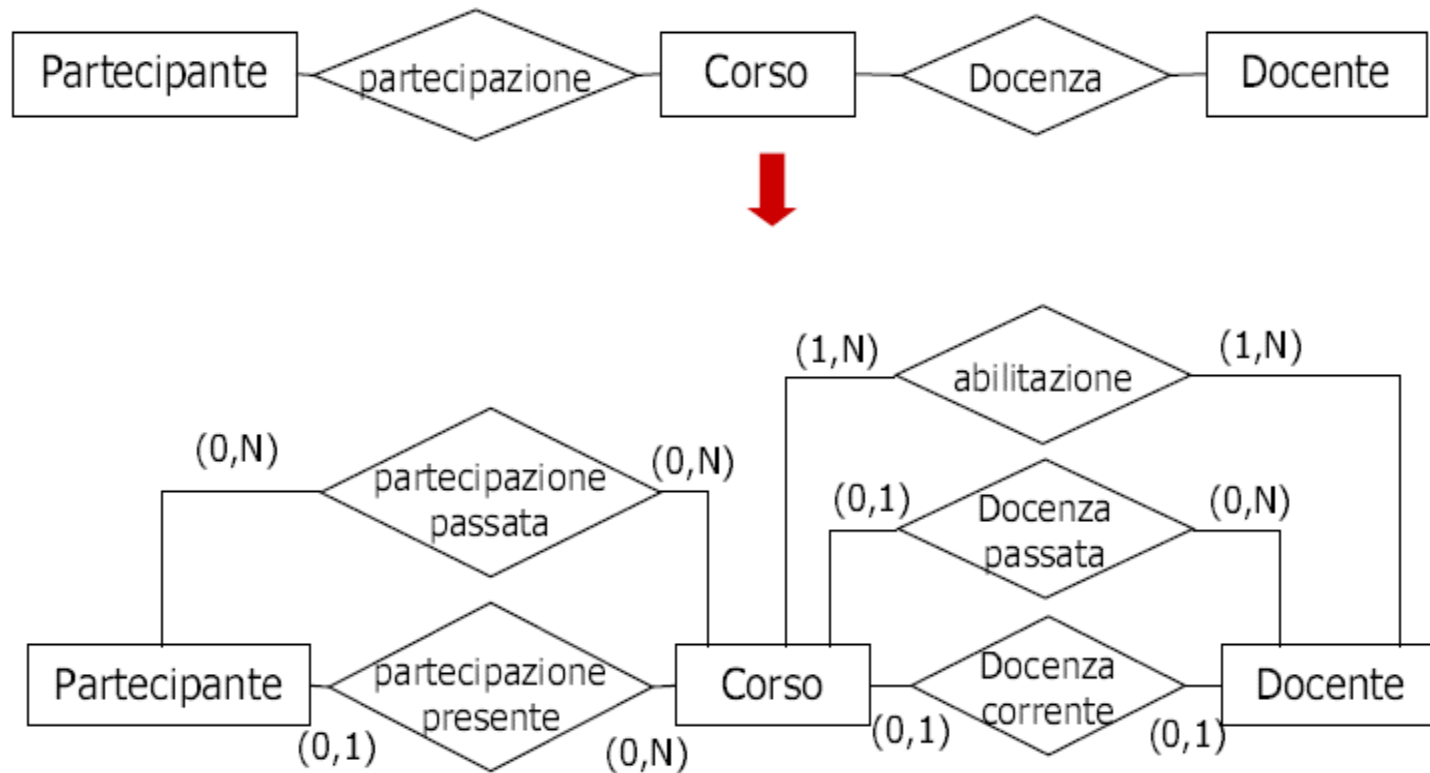 Partecipante
partecipazione
Corso
Docenza
Docente
(1,N)
abilitazione
(1,N)
(0,N)
partecipazione
passata
(0,N)
(0,1)
Docenza
passata
(0,N)
Partecipante
(0,1)
partecipazione
presente
(0,N)
Corso
(0,1)
Docenza
corrente
(0,1)
Docente